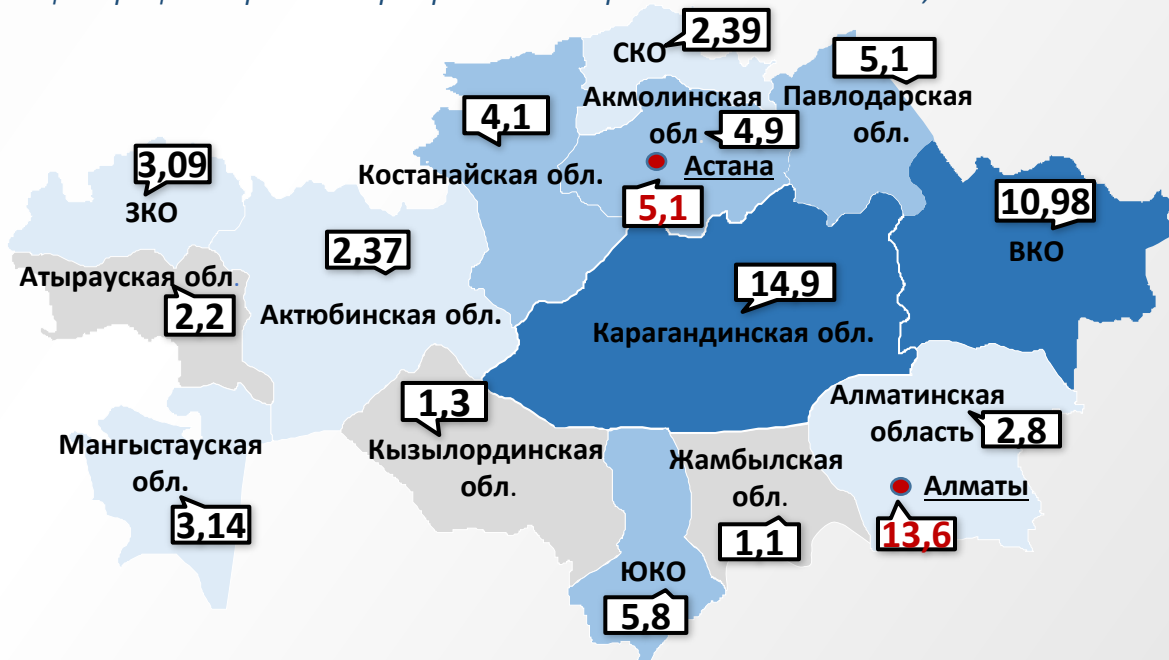 СКО
2,39
5,1
Акмолинская
обл.
4,9
Павлодарская
обл.
4,1
Костанайская обл.
Астана
5,1
3,09
ЗКО
10,98
ВКО
2,37
Актюбинская обл.
Атырауская обл.
2,2
14,9
Карагандинская обл.
1,3
Кызылординская
обл.
Алматинская
область
2,8
Мангыстауская
обл.
3,14
Жамбылская
обл.
1,1
Алматы
13,6
ЮКО
5,8